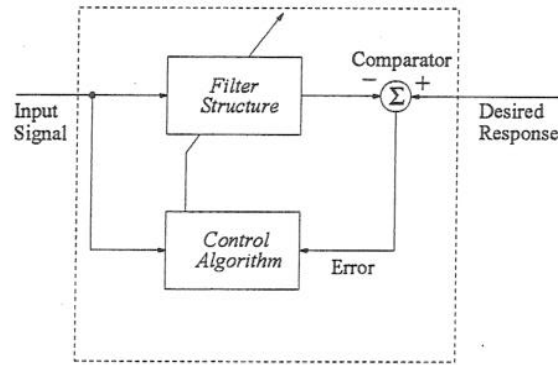 Comparator
Filter
Structure
−
+
Σ
Input
Signal
Desired
Response
Control
Algorithm
Error